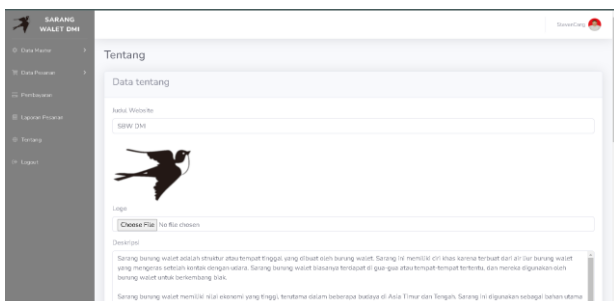 SARANG
WALET DMI
Data Master
Data Pesanan
Pembayaran
Laporan Pesanan
Tentang
Logout
Tentang
Data tentang
Website
SBW DMI
Logo
Choose File No file chosen
Deskripsi
Sarang burung walet adalah struktur atau tempat tinggal yang dibuat oleh burung walet. Sarang ini memiliki ciri khas karena terbuat dari air liur burung walet
yang mengeras setelah kontak dengan udara. Sarang burung walet biasanya terdapat di gua-gua atau tempat-tempat tertentu, dan mereka digunakan oleh
burung walet untuk berkembang biak.
Sarang burung walet memiliki nilai ekonomi yang tinggi, terutama dalam beberapa budaya di Asia Timur dan Tengah. Sarang ini digunakan sebagai bahan utama